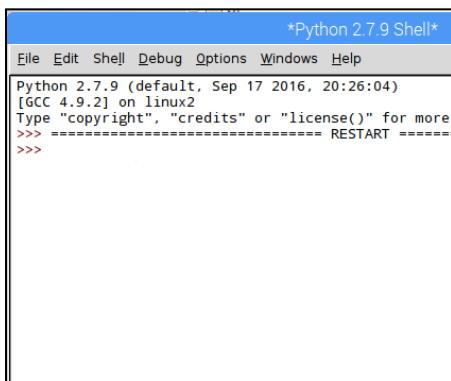 *Python 2.7.9 Shell*
File Edit Shell Debug Options Windows Help
Python 2.7.9 (default, Sep 17 2016, 20:26:04)
[GCC 4.9.2] on linux2
Type "copyright", "credits" or "license()" for more
>>> ================================ RESTART ======
>>>